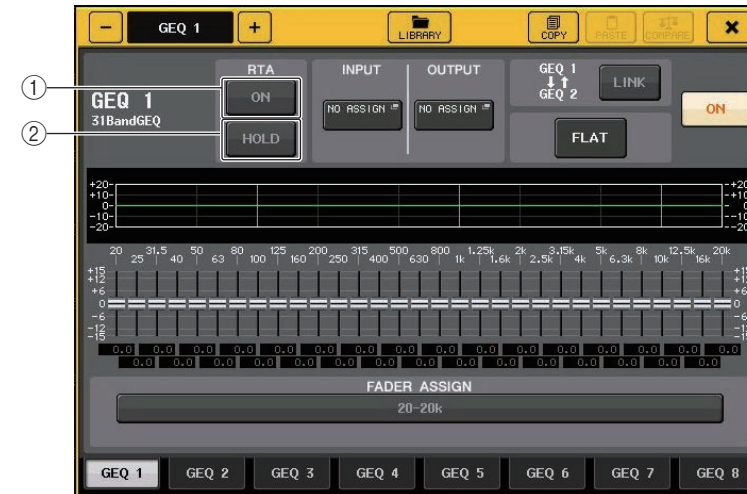 − GEQ 1 + LIBRARY COPY PASTE COMPARE ×
① ②
GEQ 1
31BandGEQ
RTA
ON
HOLD
INPUT OUTPUT
NO ASSIGN NO ASSIGN
GEQ 1
GEQ 2
LINK
FLAT
ON
+20 +20
+10 +10
0 0
-10 -10
-20 -20
20 31.5 50 80 125 200 315 500 800 1.25k 2k 3.15k 5k 8k 12.5k 20k
25 40 63 100 160 250 400 630 1k 1.6k 2.5k 4k 6.3k 10k 16k
+15 +15
+12 +12
+6 +6
0 0
-6 -6
-12 -12
-15 -15
0.0 0.0 0.0 0.0 0.0 0.0 0.0 0.0 0.0 0.0 0.0 0.0 0.0 0.0 0.0 0.0
0.0 0.0 0.0 0.0 0.0 0.0 0.0 0.0 0.0 0.0 0.0 0.0 0.0 0.0 0.0
FADER ASSIGN
20-20k
GEQ 1 GEQ 2 GEQ 3 GEQ 4 GEQ 5 GEQ 6 GEQ 7 GEQ 8